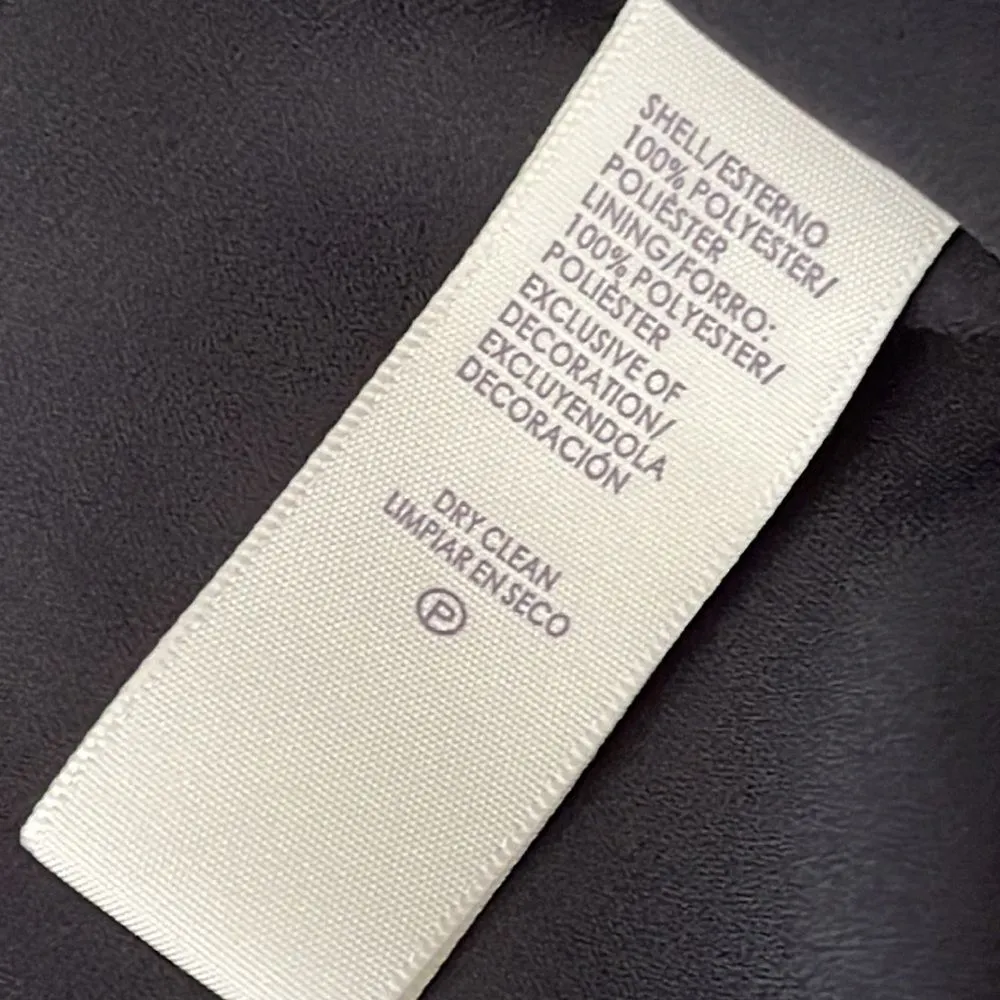 SHELL/ESTERNO
100% POLYESTER/
POLIÉSTER
LINING/FORRO:
100% POLYESTER/
POLIÉSTER
EXCLUSIVE OF
DECORATION/
EXCLUYENDOLA
DECORACIÓN
DRY CLEAN
LIMPIAR EN SECO
P